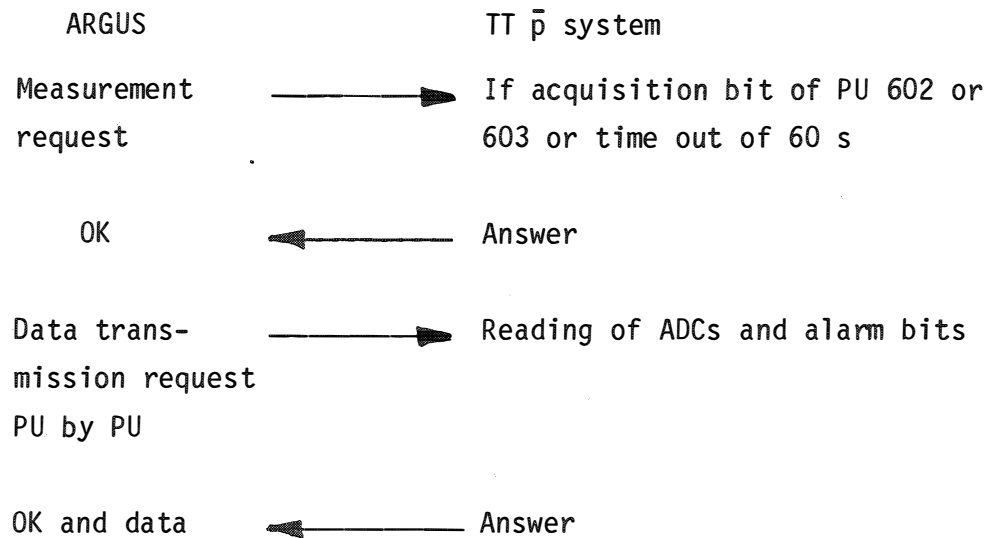 ARGUS TT p̄ system
Measurement If acquisition bit of PU 602 or
request 603 or time out of 60 s
OK Answer
Data trans- Reading of ADCs and alarm bits
mission request
PU by PU
OK and data Answer